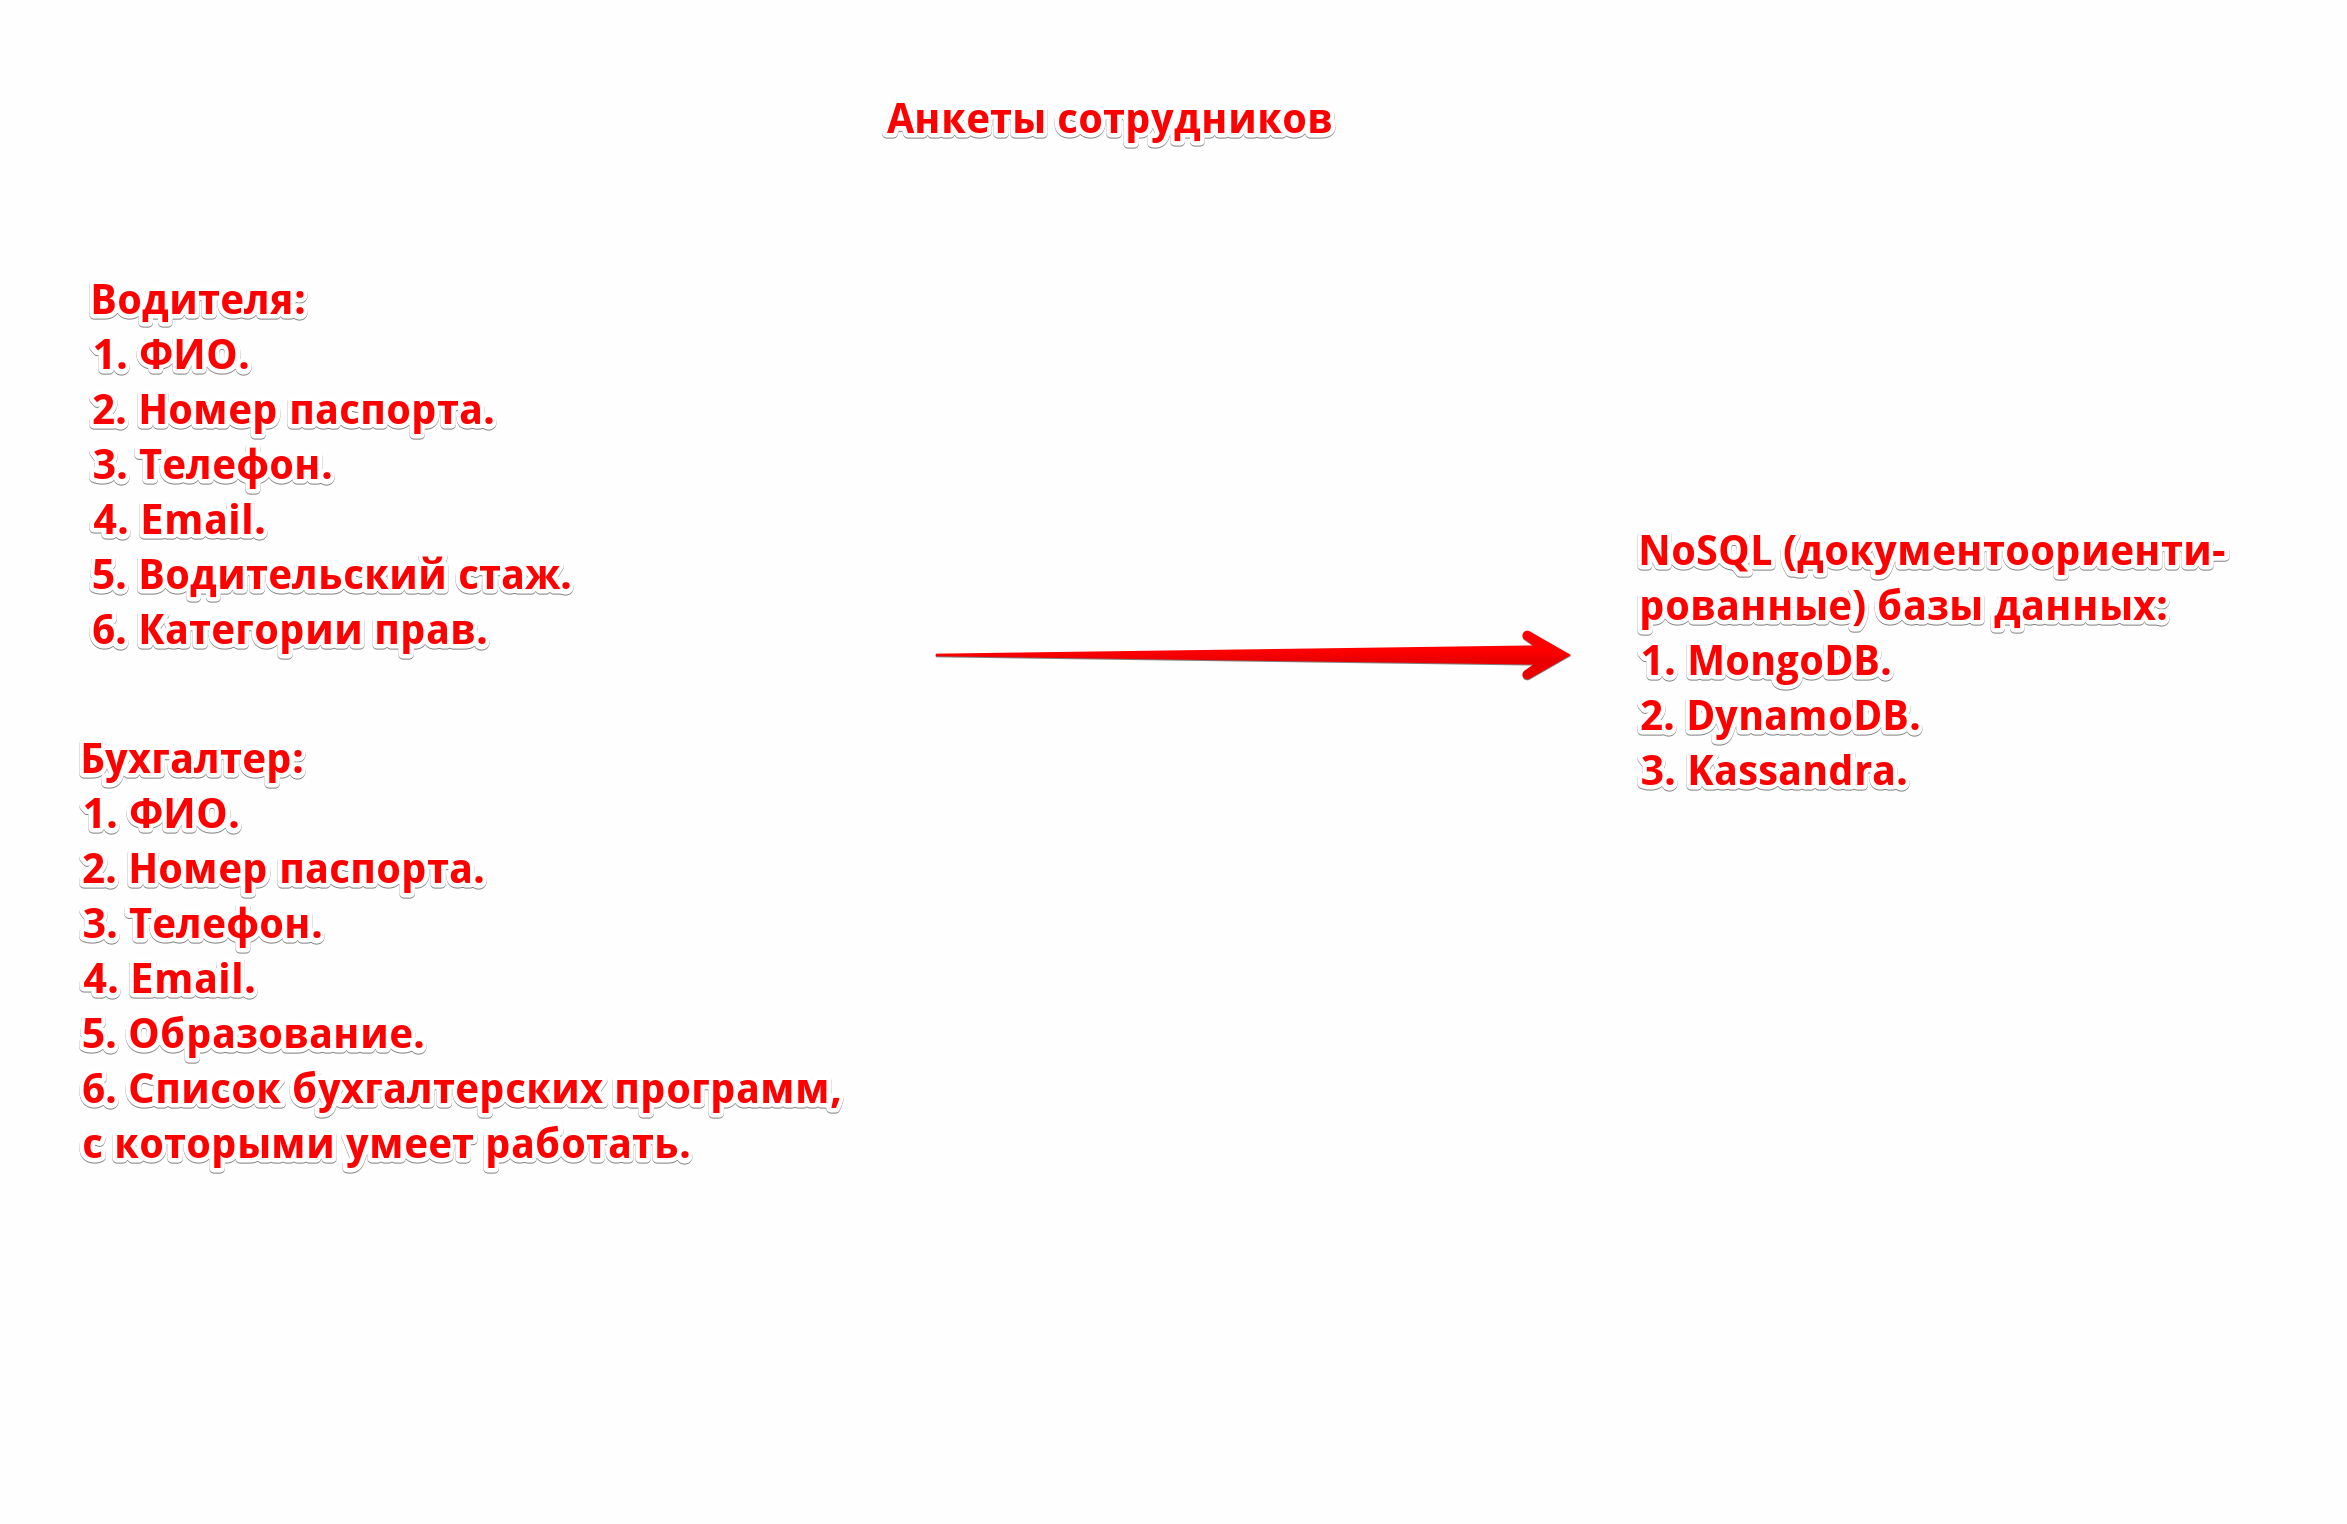 Анкеты сотрудников
Водителя:
1. ФИО.
2. Номер паспорта.
3. Телефон.
4. Email.
5. Водительский стаж.
6. Категории прав.
Бухгалтер:
1. ФИО.
2. Номер паспорта.
3. Телефон.
4. Email.
5. Образование.
6. Список бухгалтерских программ,
с которыми умеет работать.
NoSQL (документоориенти-
рованные) базы данных:
1. MongoDB.
2. DynamoDB.
3. Kassandra.